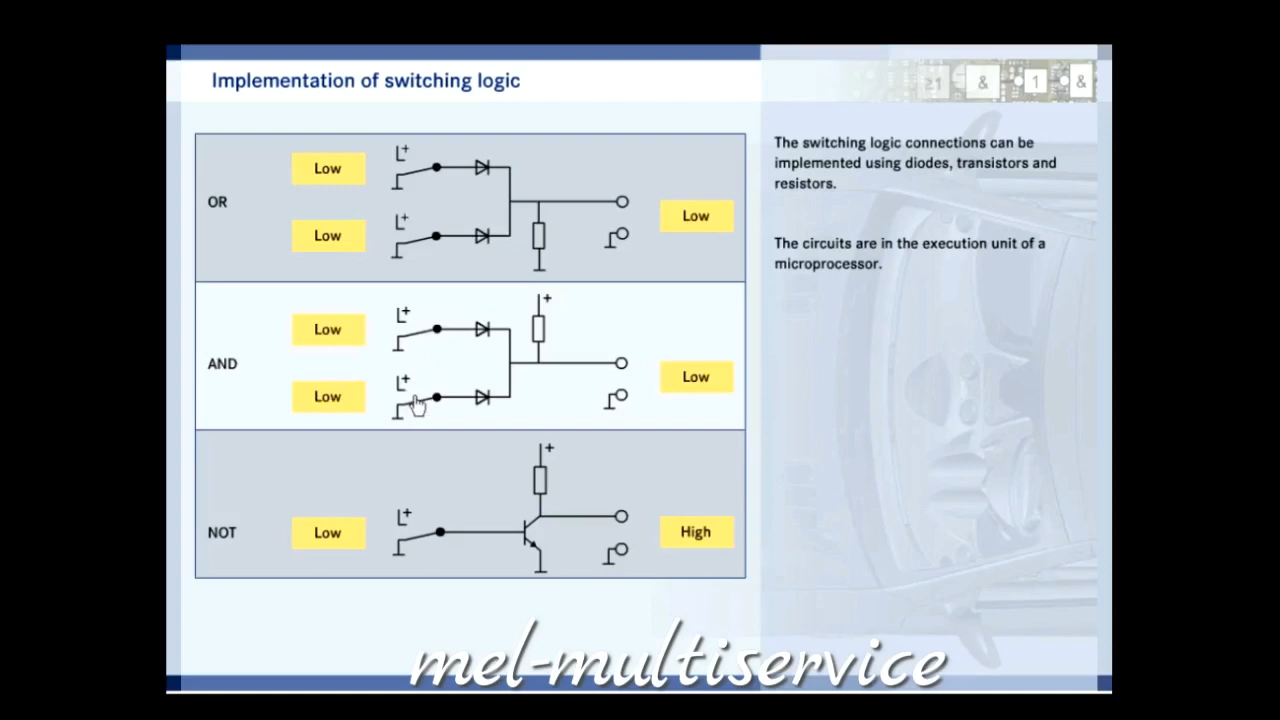 Implementation of switching logic
≥1 & 1 &
Low
L+
OR
Low
L+
Low
Low
L+
+
AND
Low
L+
Low
+
NOT
Low
L+
High
The switching logic connections can be
implemented using diodes, transistors and
resistors.
The circuits are in the execution unit of a
microprocessor.
mel-multiservice